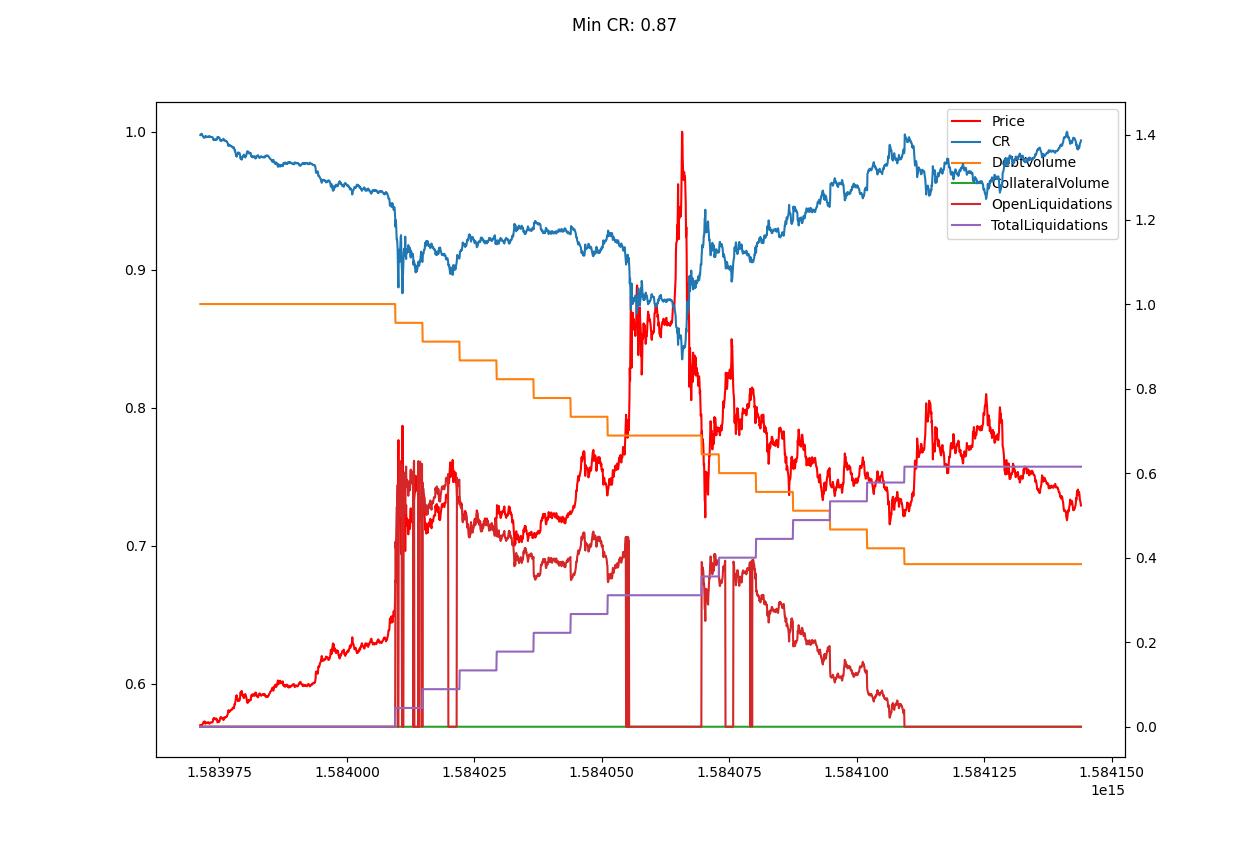 Min CR: 0.87
1.0
0.9
0.8
0.7
0.6
1.4
1.2
1.0
0.8
0.6
0.4
0.2
0.0
Price
CR
DebtVolume
CollateralVolume
OpenLiquidations
TotalLiquidations
1.583975 1.584000 1.584025 1.584050 1.584075 1.584100 1.584125 1.584150
1e15